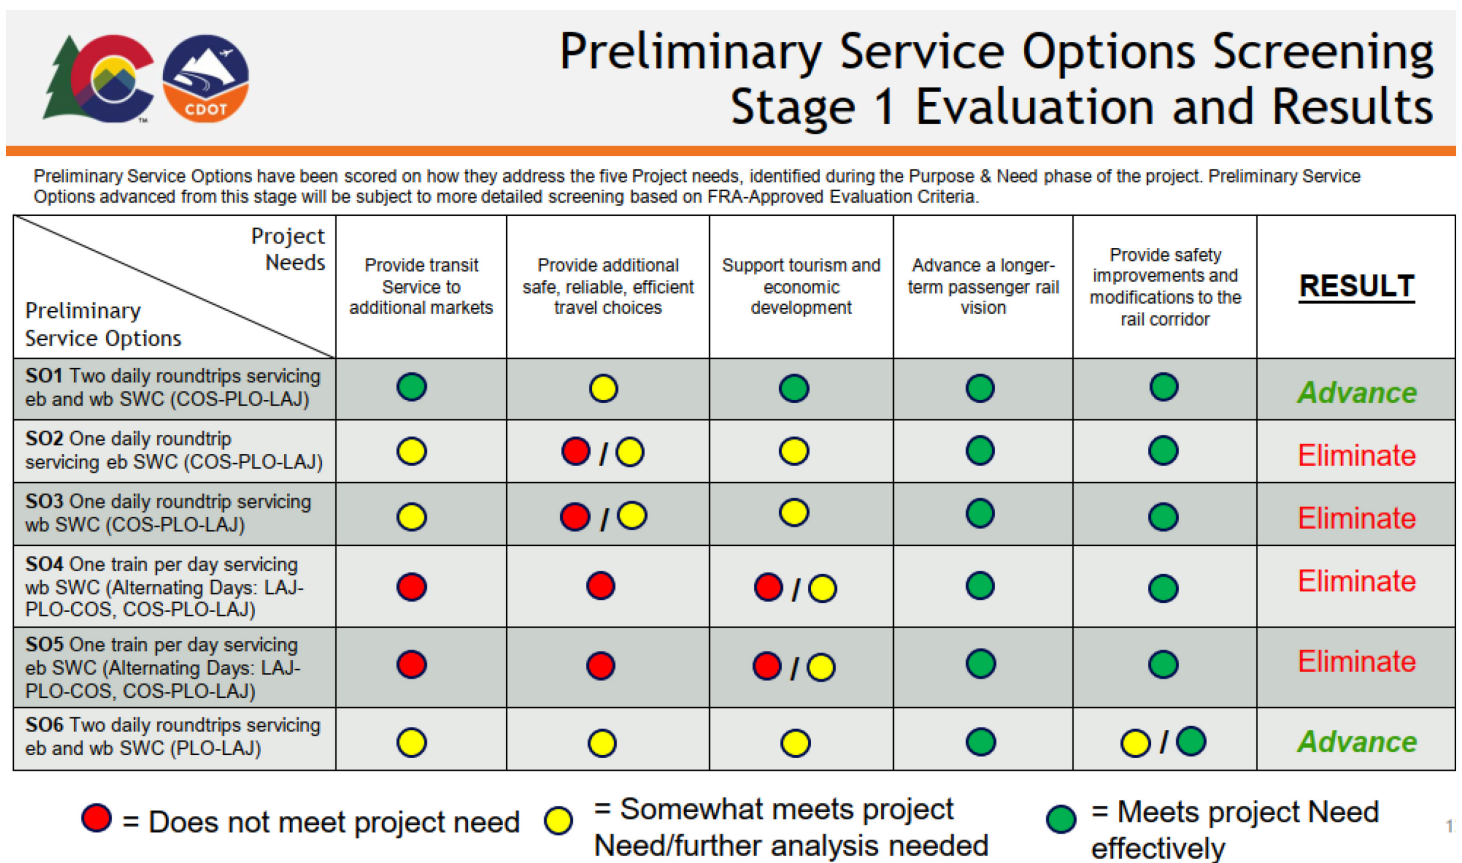 CDOT
TM
Preliminary Service Options Screening
Stage 1 Evaluation and Results
Preliminary Service Options have been scored on how they address the five Project needs, identified during the Purpose & Need phase of the project. Preliminary Service
Options advanced from this stage will be subject to more detailed screening based on FRA-Approved Evaluation Criteria.
Project
Needs
Preliminary
Service Options
Provide transit
Service to
additional markets
Provide additional
safe, reliable, efficient
travel choices
Support tourism and
economic
development
Advance a longer-
term passenger rail
vision
Provide safety
improvements and
modifications to the
rail corridor
RESULT
SO1 Two daily roundtrips servicing
eb and wb SWC (COS-PLO-LAJ)
Advance
SO2 One daily roundtrip
servicing eb SWC (COS-PLO-LAJ)
/
Eliminate
SO3 One daily roundtrip servicing
wb SWC (COS-PLO-LAJ)
/
Eliminate
SO4 One train per day servicing
wb SWC (Alternating Days: LAJ-
PLO-COS, COS-PLO-LAJ)
/
Eliminate
SO5 One train per day servicing
eb SWC (Alternating Days: LAJ-
PLO-COS, COS-PLO-LAJ)
/
Eliminate
SO6 Two daily roundtrips servicing
eb and wb SWC (PLO-LAJ)
/
Advance
= Does not meet project need
= Somewhat meets project
Need/further analysis needed
= Meets project Need
effectively
1